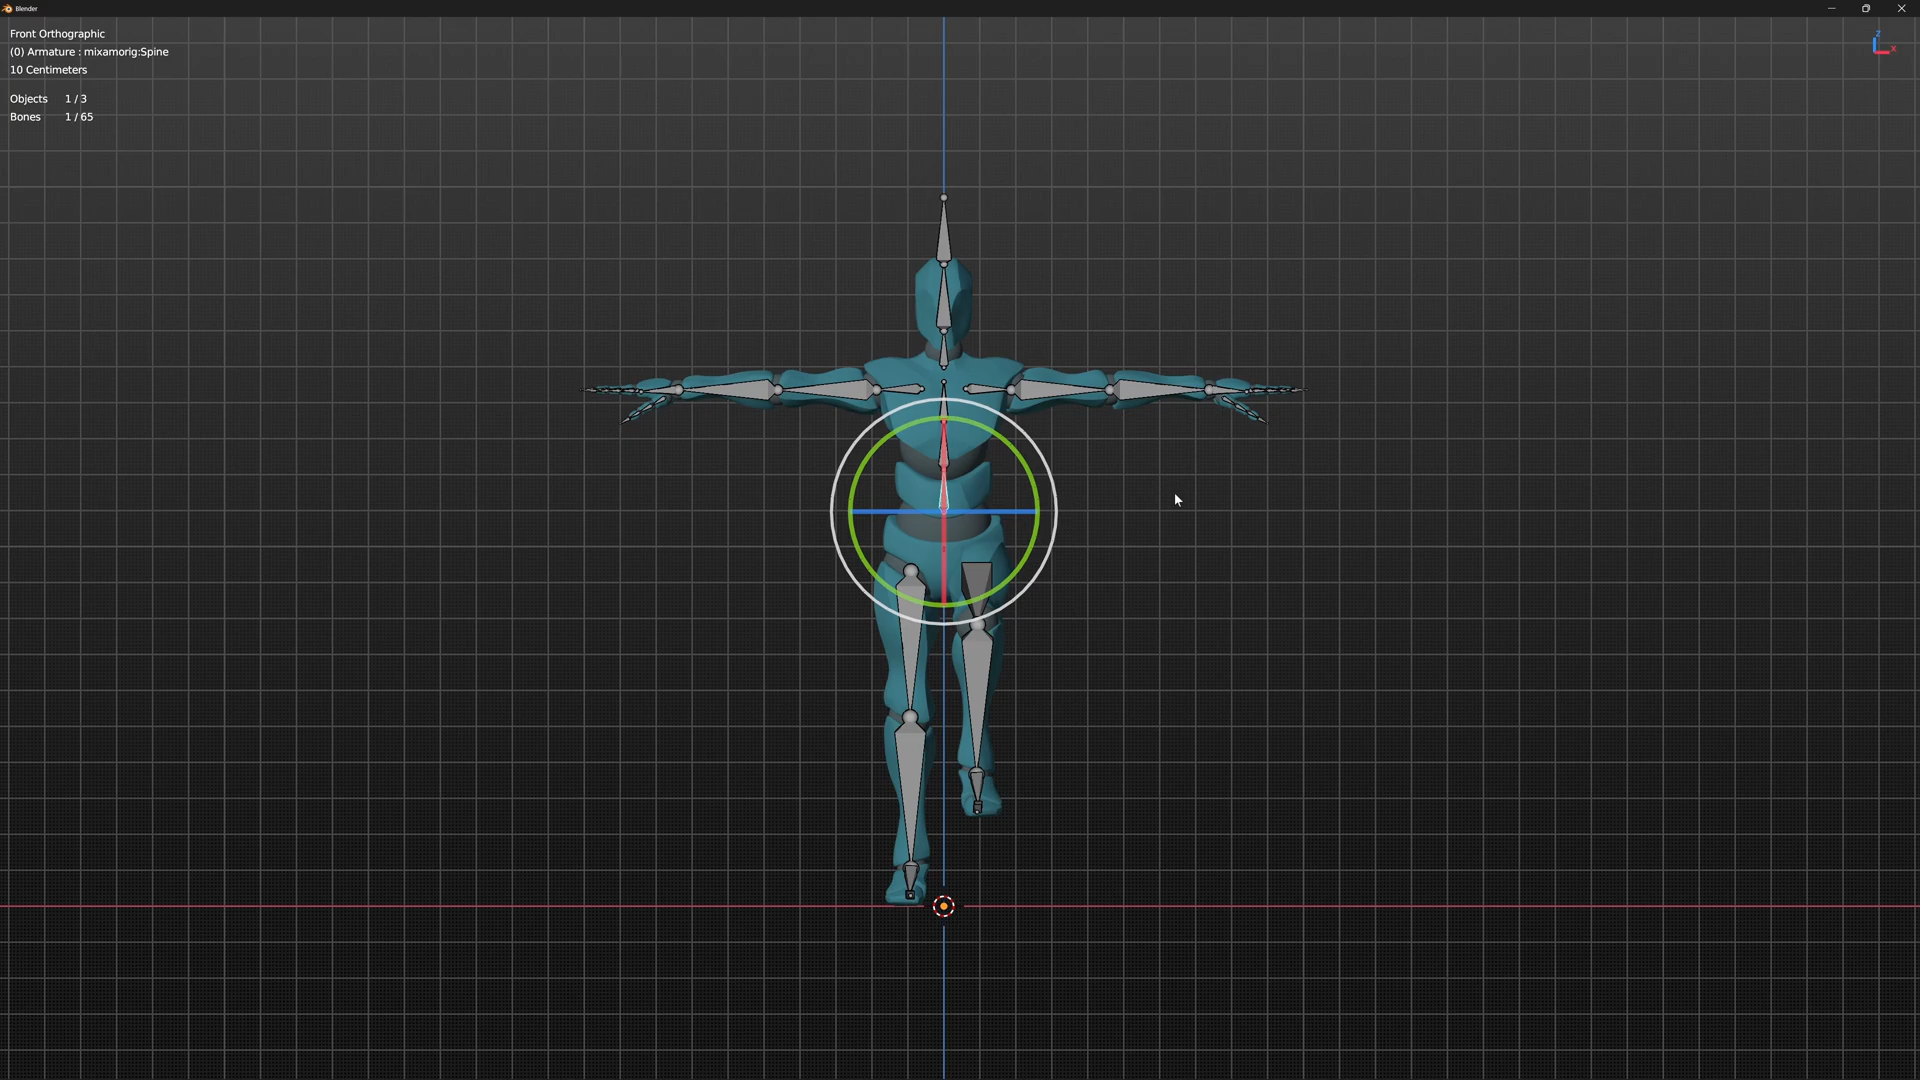 Blender
Front Orthographic
(0) Armature : mixamorig:Spine
10 Centimeters
Objects 1 / 3
Bones 1 / 65
Z
X